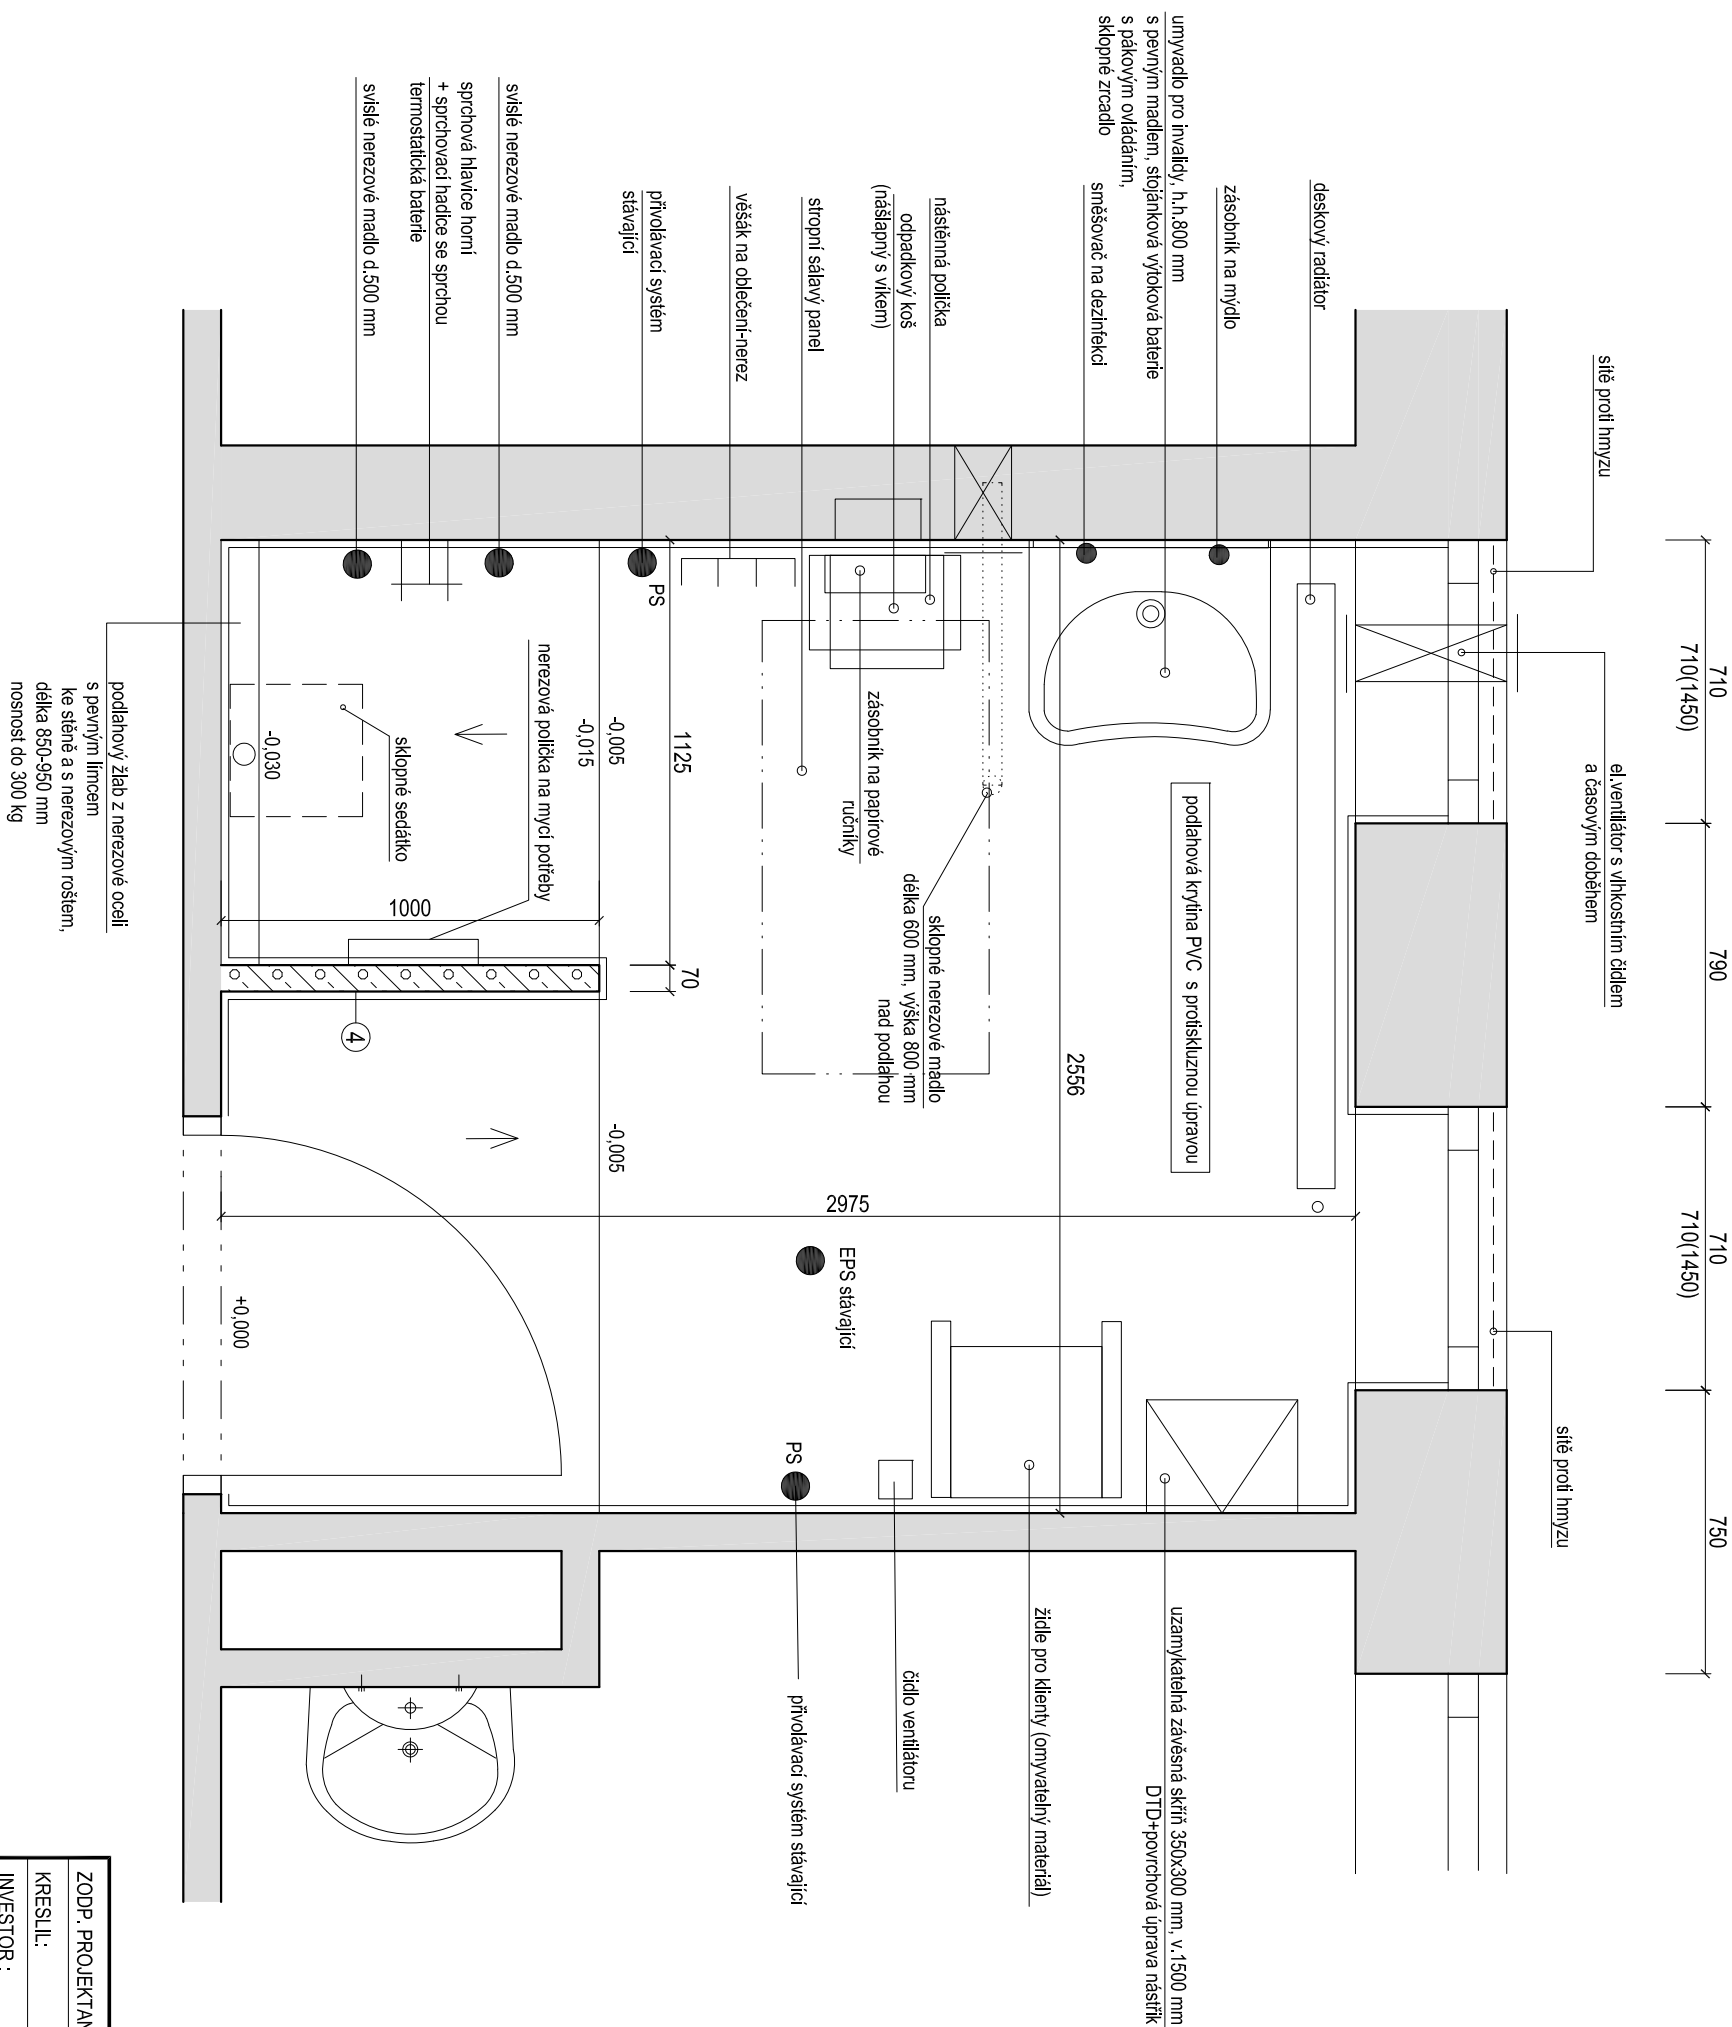 umyvadlo pro invalidy, h.h.800 mm
s pevným madlem, stojánková výtoková baterie
s pákovým ovládáním,
sklopné zrcadlo
směšovač na dezinfekci
zásobník na mýdlo
deskový radiátor
nástěnná polička
odpadkový koš
(nášlapný s víkem)
stropní sálavý panel
věšák na oblečení-nerez
přivolávací systém
stávající
svislé nerezové madlo d.500 mm
sprchová hlavice horní
+ sprchovací hadice se sprchou
termostatická baterie
svislé nerezové madlo d.500 mm
sítě proti hmyzu
710
710(1450)
790
710
710(1450)
750
el.ventilátor s vlhkostním čidlem
a časovým doběhem
sítě proti hmyzu
podlahová krytina PVC s protiskluznou úpravou
2556
sklopné nerezové madlo
délka 600 mm, výška 800 mm
nad podlahou
zásobník na papírové
ručníky
PS
1125
70
-0,005
-0,015
nerezová polička na mycí potřeby
sklopné sedátko
-0,030
1000
4
podlahový žlab z nerezové oceli
s pevným límcem
ke stěně a s nerezovým roštem,
délka 850-950 mm
nosnost do 300 kg
-0,005
2975
+0,000
EPS stávající
PS
uzamykatelná závěsná skříň 350x300 mm, v.1500 mm
DTD+povrchová úprava nástřik
židle pro klienty (omyvatelný materiál)
čidlo ventilátoru
přivolávací systém stávající
ZODP. PROJEKTAN
KRESLIL:
INVESTOR :